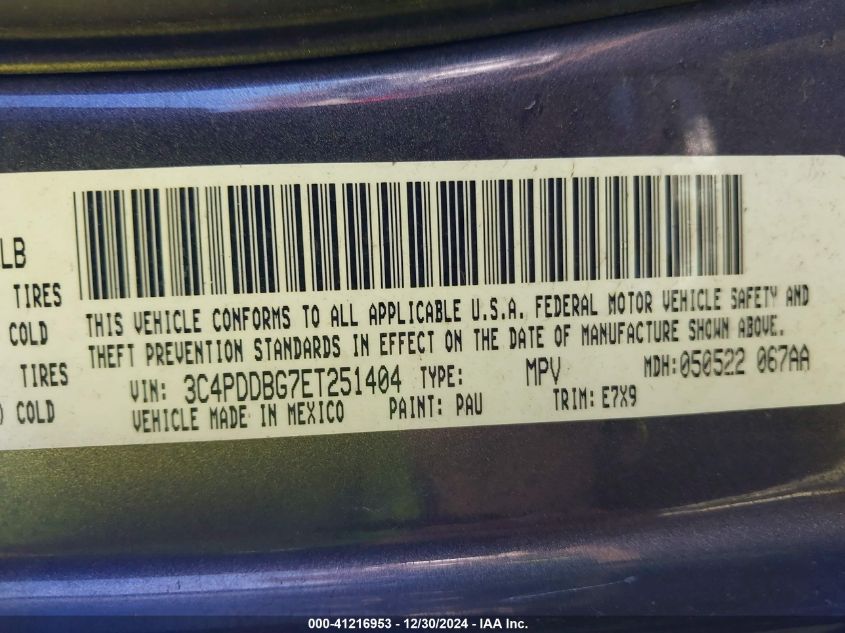 LB
TIRES
COLD
TIRES
) COLD
THIS VEHICLE CONFORMS TO ALL APPLICABLE U.S.A. FEDERAL MOTOR VEHICLE SAFETY AND
THEFT PREVENTION STANDARDS IN EFFECT ON THE DATE OF MANUFACTURE SHOWN ABOVE.
VIN: 3C4PDDBG7ET251404 TYPE: MPV MDH: 050522 067AA
VEHICLE MADE IN MEXICO PAINT: PAU TRIM: E7X9
000-41216953 - 12/30/2024 - IAA Inc.